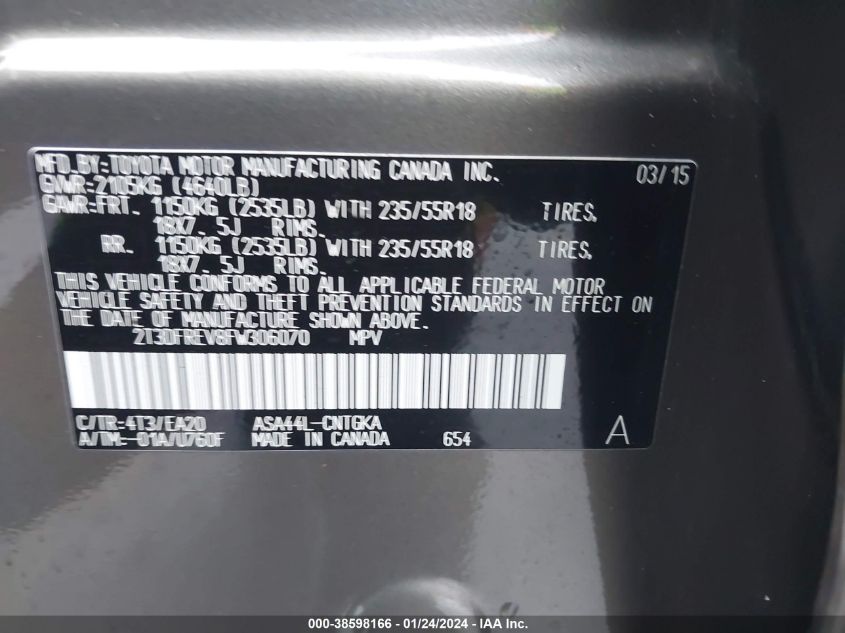 MFD. BY: TOYOTA MOTOR MANUFACTURING CANADA INC. 03/15
GVWR: 2105KG (4640LB)
GAWR: FRT. 1150KG (2535LB) WITH 235/55R18 TIRES,
18X7. 5J RIMS.
RR. 1150KG (2535LB) WITH 235/55R18 TIRES,
18X7. 5J RIMS.
THIS VEHICLE CONFORMS TO ALL APPLICABLE FEDERAL MOTOR
VEHICLE SAFETY AND THEFT PREVENTION STANDARDS IN EFFECT ON
THE DATE OF MANUFACTURE SHOWN ABOVE.
2T3DFREV8FW306070 MPV
C/TR: 4T3/EA20 ASA44L-CNTGKA
A/TM: -01A/U760F MADE IN CANADA 654 A
000-38598166 - 01/24/2024 - IAA Inc.